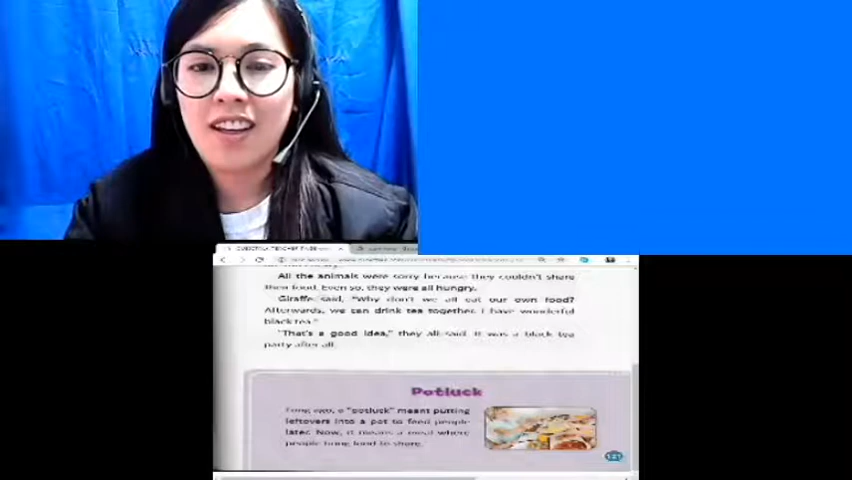 All the animals were sorry because they couldn't share
their food. Even so, they were all hungry.
Giraffe said, "Why don't we all eat our own food?
Afterwards, we can drink tea together. I have wonderful
black tea."
"That's a good idea," they all said. It was a black tea
party after all.
Potluck
Long ago, a "potluck" meant putting
leftovers into a pot to feed people
later. Now, it means a meal where
people bring food to share.
121